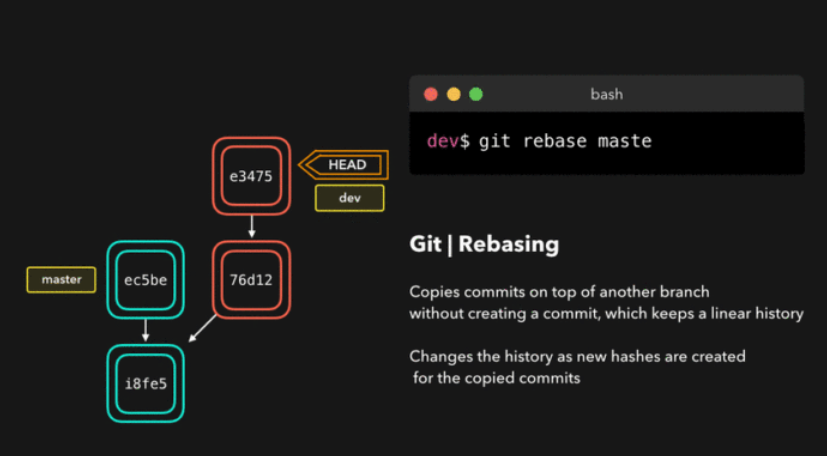 bash
dev$ git rebase maste
e3475
HEAD
dev
master
ec5be
76d12
i8fe5
Git | Rebasing
Copies commits on top of another branch
without creating a commit, which keeps a linear history
Changes the history as new hashes are created
for the copied commits